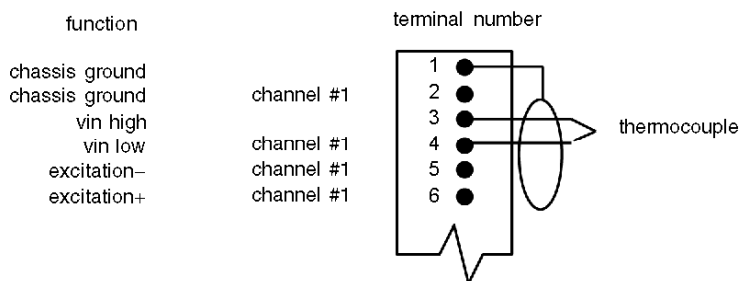 function terminal number
chassis ground 1
chassis ground channel #1 2
vin high 3
thermocouple
vin low channel #1 4
excitation− channel #1 5
excitation+ channel #1 6